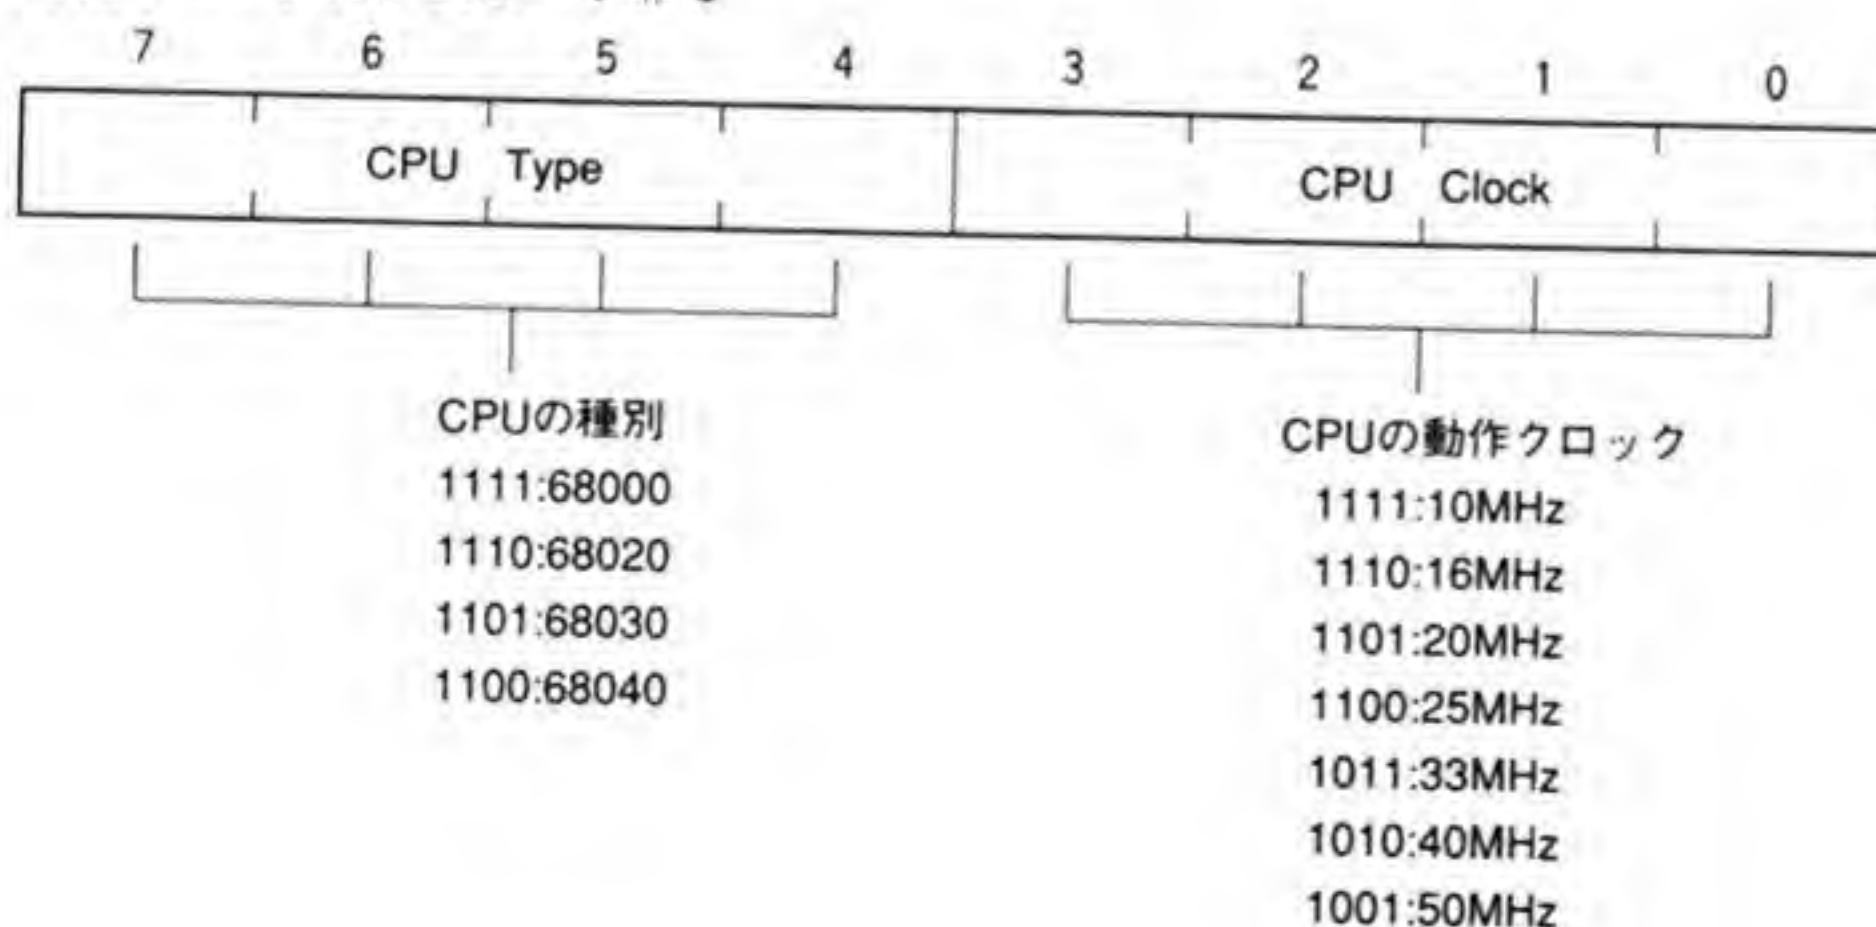 7 6 5 4 3 2 1 0
CPU Type CPU Clock
CPUの種別
1111:68000
1110:68020
1101:68030
1100:68040
CPUの動作クロック
1111:10MHz
1110:16MHz
1101:20MHz
1100:25MHz
1011:33MHz
1010:40MHz
1001:50MHz